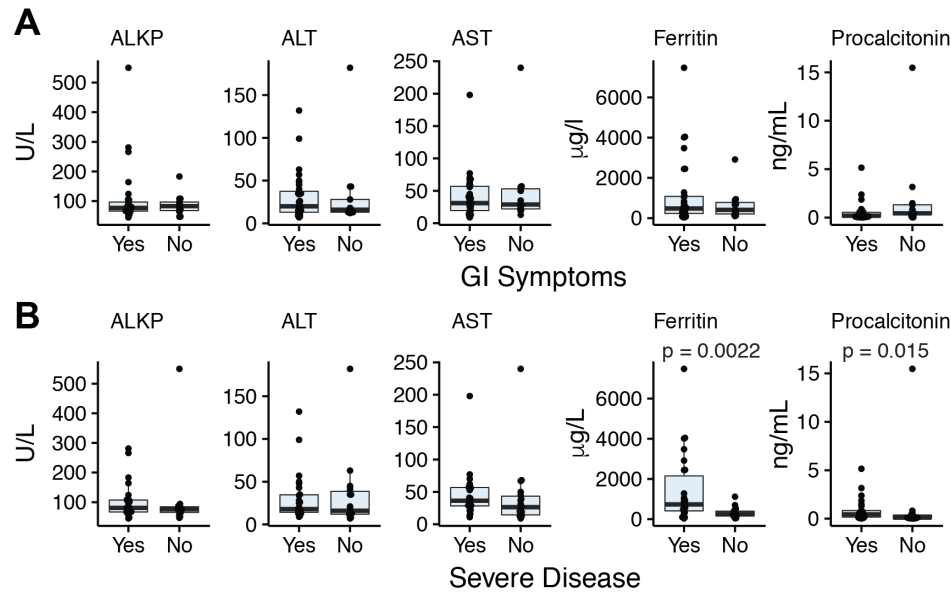 A
ALKP ALT AST Ferritin Procalcitonin
U/L
500
400
300
200
100
Yes No
150
100
50
0
Yes No
250
200
150
100
50
0
Yes No
µg/l
6000
4000
2000
0
Yes No
ng/mL
15
10
5
0
Yes No
GI Symptoms
B
ALKP ALT AST Ferritin Procalcitonin
p = 0.0022 p = 0.015
U/L
500
400
300
200
100
Yes No
150
100
50
0
Yes No
250
200
150
100
50
0
Yes No
µg/L
6000
4000
2000
0
Yes No
ng/mL
15
10
5
0
Yes No
Severe Disease